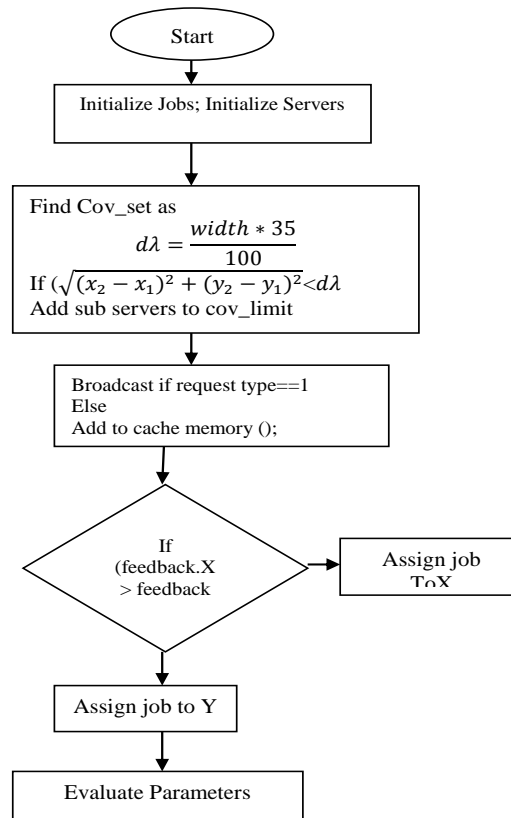 Start
Initialize Jobs; Initialize Servers
Find Cov_set as
𝑑𝜆 = 𝑤𝑖𝑑𝑡ℎ ∗ 35 / 100
If (√(𝑥₂ − 𝑥₁)² + (𝑦₂ − 𝑦₁)²<𝑑𝜆
Add sub servers to cov_limit
Broadcast if request type==1
Else
Add to cache memory ();
If
(feedback.X
> feedback
Assign job
ToX
Assign job to Y
Evaluate Parameters